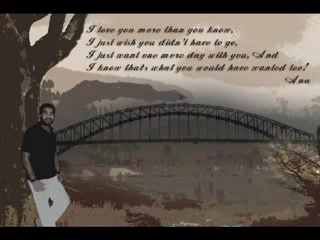 I love you more than you know,
I just wish you didn't have to go,
I just want one more day with you, And
I know thats what you would have wanted too!
Anu